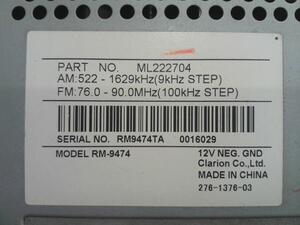 PART NO. ML222704
AM:522 - 1629kHz(9kHz STEP)
FM:76.0 - 90.0MHz(100kHz STEP)
SERIAL NO. RM9474TA 0016029
MODEL RM-9474
12V NEG. GND
Clarion Co.,Ltd.
MADE IN CHINA
276-1376-03